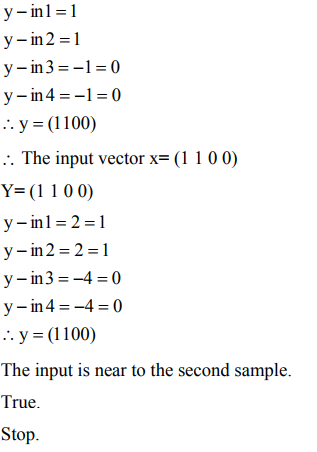 y − in1 = 1
y − in2 = 1
y − in3 = −1 = 0
y − in4 = −1 = 0
∴ y = (1100)
∴ The input vector x= (1 1 0 0)
Y= (1 1 0 0)
y − in1 = 2 = 1
y − in2 = 2 = 1
y − in3 = −4 = 0
y − in4 = −4 = 0
∴ y = (1100)
The input is near to the second sample.
True.
Stop.